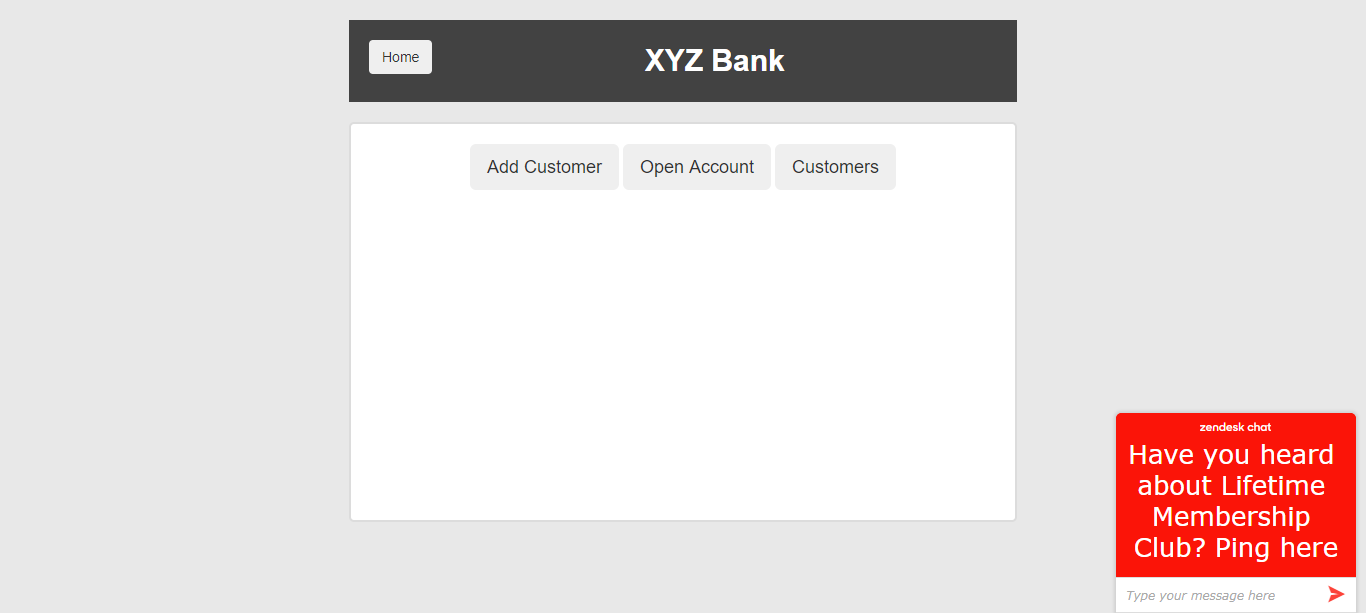 Home
XYZ Bank
Add Customer
Open Account
Customers
zendesk chat
Have you heard
about Lifetime
Membership
Club? Ping here
Type your message here